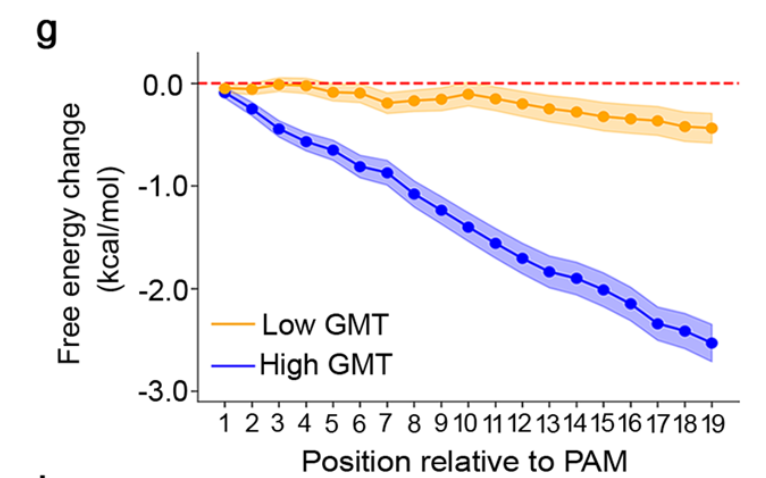 g
Free energy change
(kcal/mol)
0.0
-1.0
-2.0
-3.0
Low GMT
High GMT
1 2 3 4 5 6 7 8 9 10 11 12 13 14 15 16 17 18 19
Position relative to PAM